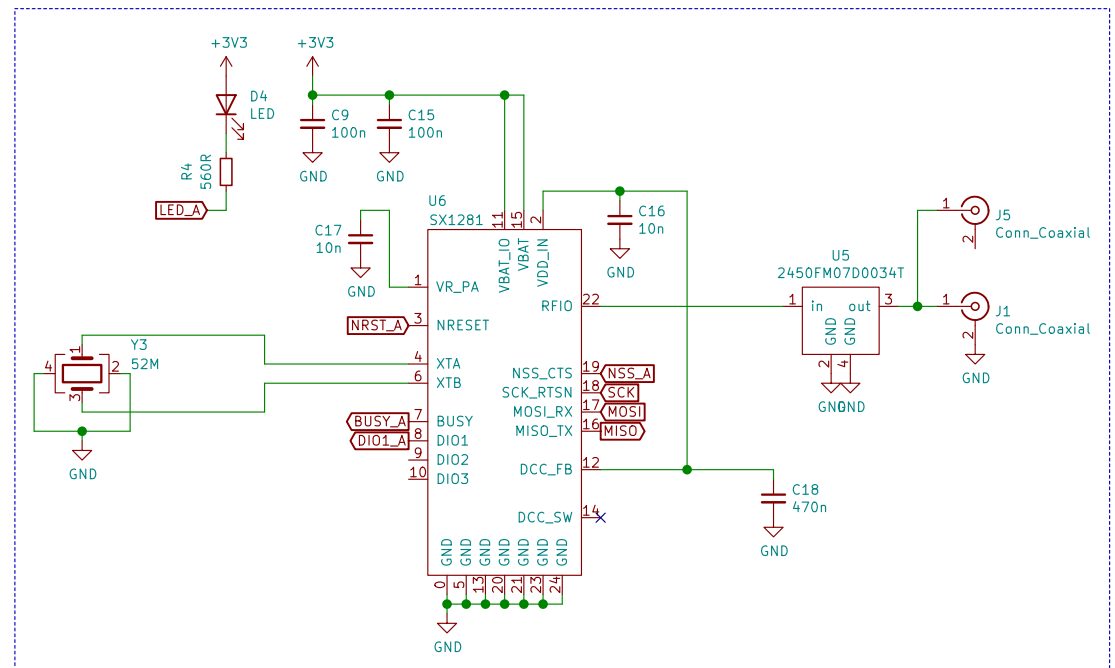 +3V3
+3V3
D4
LED
R4
560R
LED_A
C9
100n
C15
100n
GND
GND
U6
SX1281
C17
10n
GND
C16
10n
GND
11
15
2
VBAT_IO
VBAT
VDD_IN
1
VR_PA
NRST_A
3
NRESET
4
XTA
6
XTB
BUSY_A
7
BUSY
DIO1_A
8
DIO1
9
DIO2
10
DIO3
RFIO
22
NSS_CTS
19
NSS_A
SCK_RTSN
18
SCK
MOSI_RX
17
MOSI
MISO_TX
16
MISO
DCC_FB
12
DCC_SW
14
GND
GND
GND
GND
GND
GND
GND
0
5
13
20
21
23
24
GND
Y3
52M
1
4
2
3
GND
C18
470n
GND
U5
2450FM07D0034T
1
in
out
3
GND
GND
2
4
GND
GND
1
J5
Conn_Coaxial
2
1
J1
Conn_Coaxial
2
GND